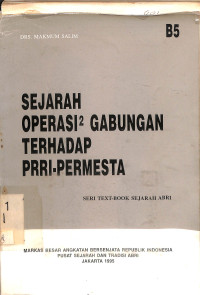 DRS. MAKMUM SALIM
B5
SEJARAH
OPERASI² GABUNGAN
TERHADAP
PRRI-PERMESTA
SERI TEXT-BOOK SEJARAH ABRI
1
MARKAS BESAR ANGKATAN BERSENJATA REPUBLIK INDONESIA
PUSAT SEJARAH DAN TRADISI ABRI
JAKARTA 1995